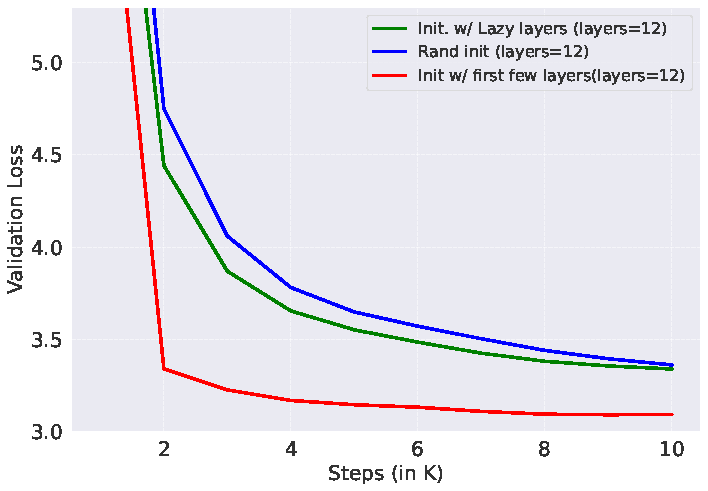 Init. w/ Lazy layers (layers=12)
Rand init (layers=12)
Init w/ first few layers(layers=12)
Validation Loss
5.0
4.5
4.0
3.5
3.0
2 4 6 8 10
Steps (in K)